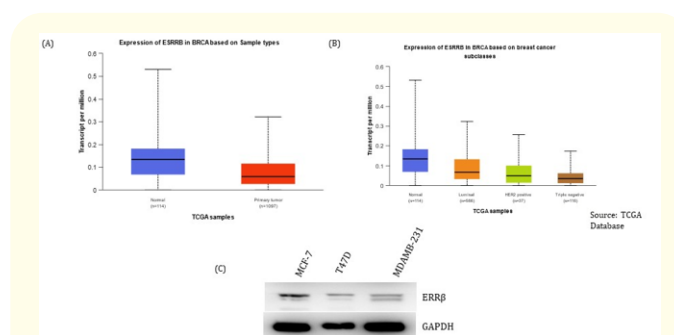 (A)
Expression of ESRRB in BRCA based on Sample types
Transcript per million
0.6
0.5
0.4
0.3
0.2
0.1
0
Normal
(n=114)
Primary tumor
(n=1097)
TCGA samples
(B)
Expression of ESRRB in BRCA based on breast cancer
subclasses
Transcript per million
0.6
0.5
0.4
0.3
0.2
0.1
0
Normal
(n=114)
Luminal
HER2 positive
(n=37)
Triple negative
TCGA samples
Source: TCGA
Database
(C)
MCF-7
T47D
MDAMB-231
ERRβ
GAPDH